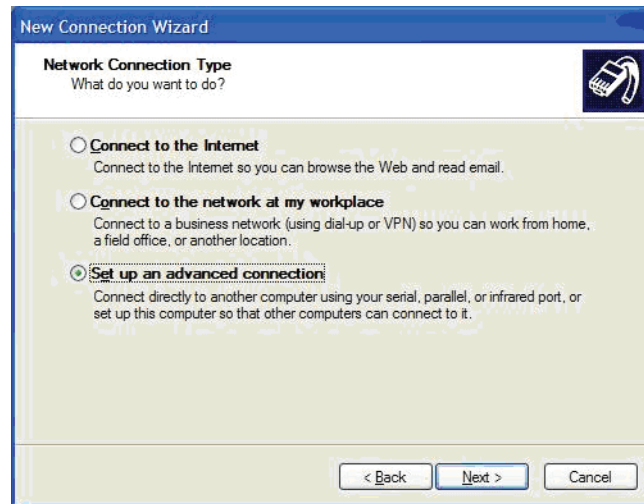 New Connection Wizard
Network Connection Type
What do you want to do?
Connect to the Internet
Connect to the Internet so you can browse the Web and read email.
Connect to the network at my workplace
Connect to a business network (using dial-up or VPN) so you can work from home,
a field office, or another location.
Set up an advanced connection
Connect directly to another computer using your serial, parallel, or infrared port, or
set up this computer so that other computers can connect to it.
< Back
Next >
Cancel